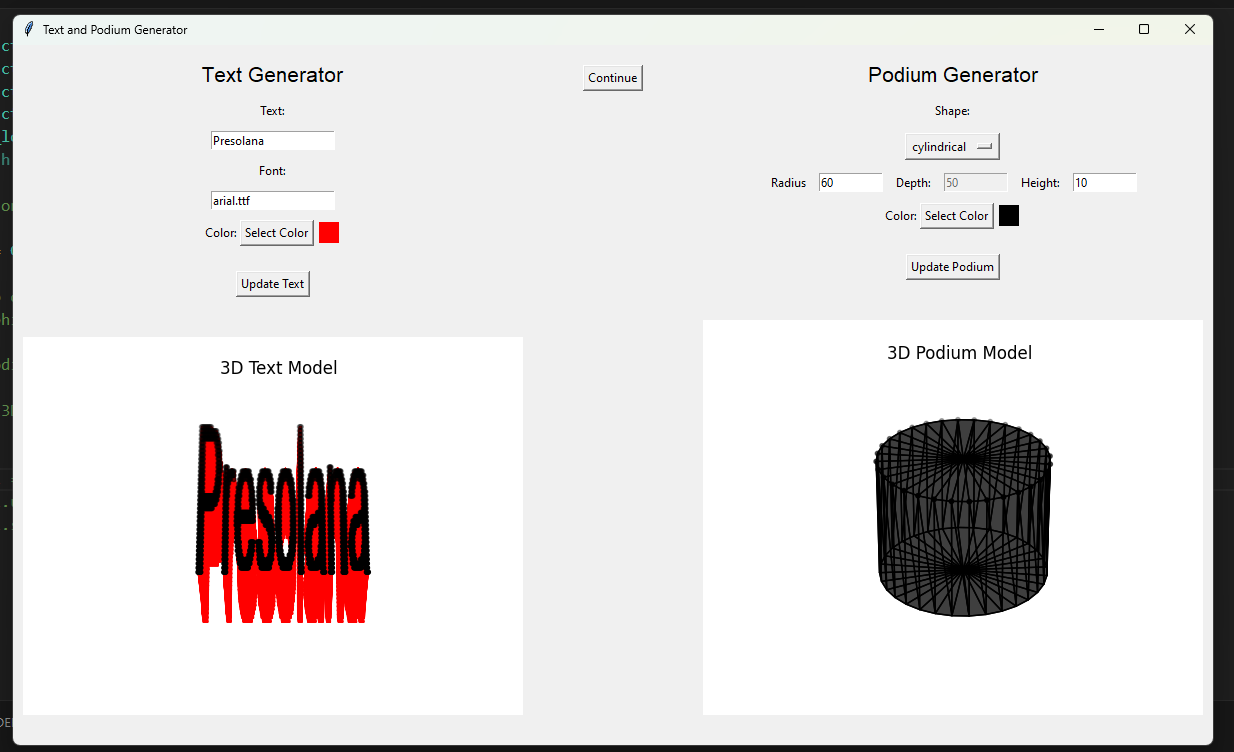 Text and Podium Generator
Text Generator
Continue
Podium Generator
Text:
Shape:
Presolana
cylindrical
Font:
Radius 60 Depth: 50 Height: 10
arial.ttf
Color: Select Color
Color: Select Color
Update Text
Update Podium
3D Text Model
3D Podium Model
Presolana